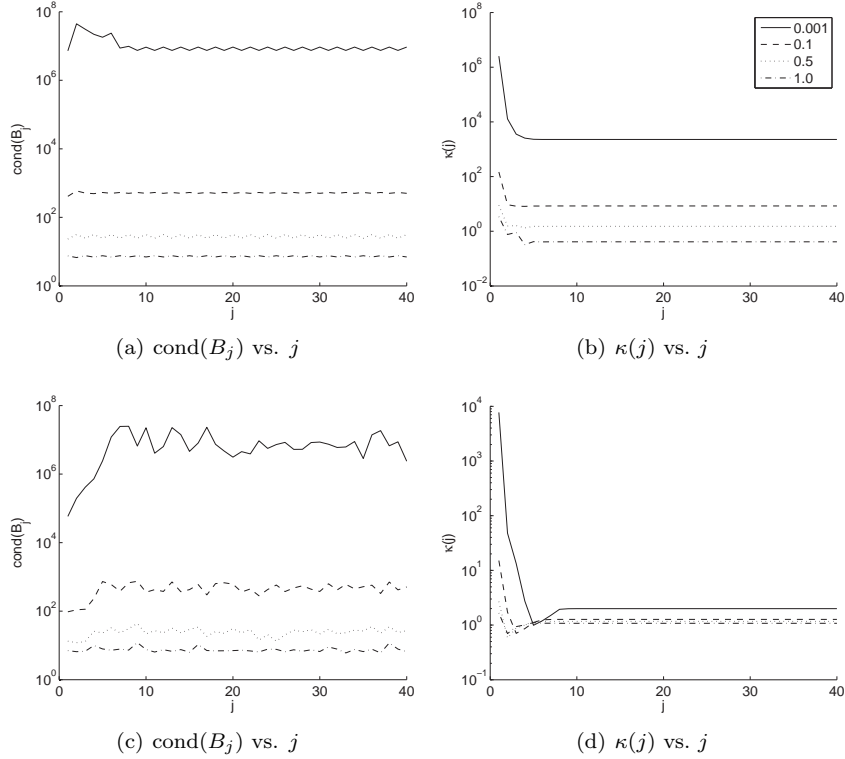 10^8
10^6
10^4
10^2
10^0
cond(B_j)
0 10 20 30 40
j
(a) cond(B_j) vs. j
10^8
10^6
10^4
10^2
10^0
10^−2
κ(j)
0 10 20 30 40
j
0.001
0.1
0.5
1.0
(b) κ(j) vs. j
10^8
10^6
10^4
10^2
10^0
cond(B_j)
0 10 20 30 40
j
(c) cond(B_j) vs. j
10^4
10^3
10^2
10^1
10^0
10^−1
κ(j)
0 10 20 30 40
j
(d) κ(j) vs. j